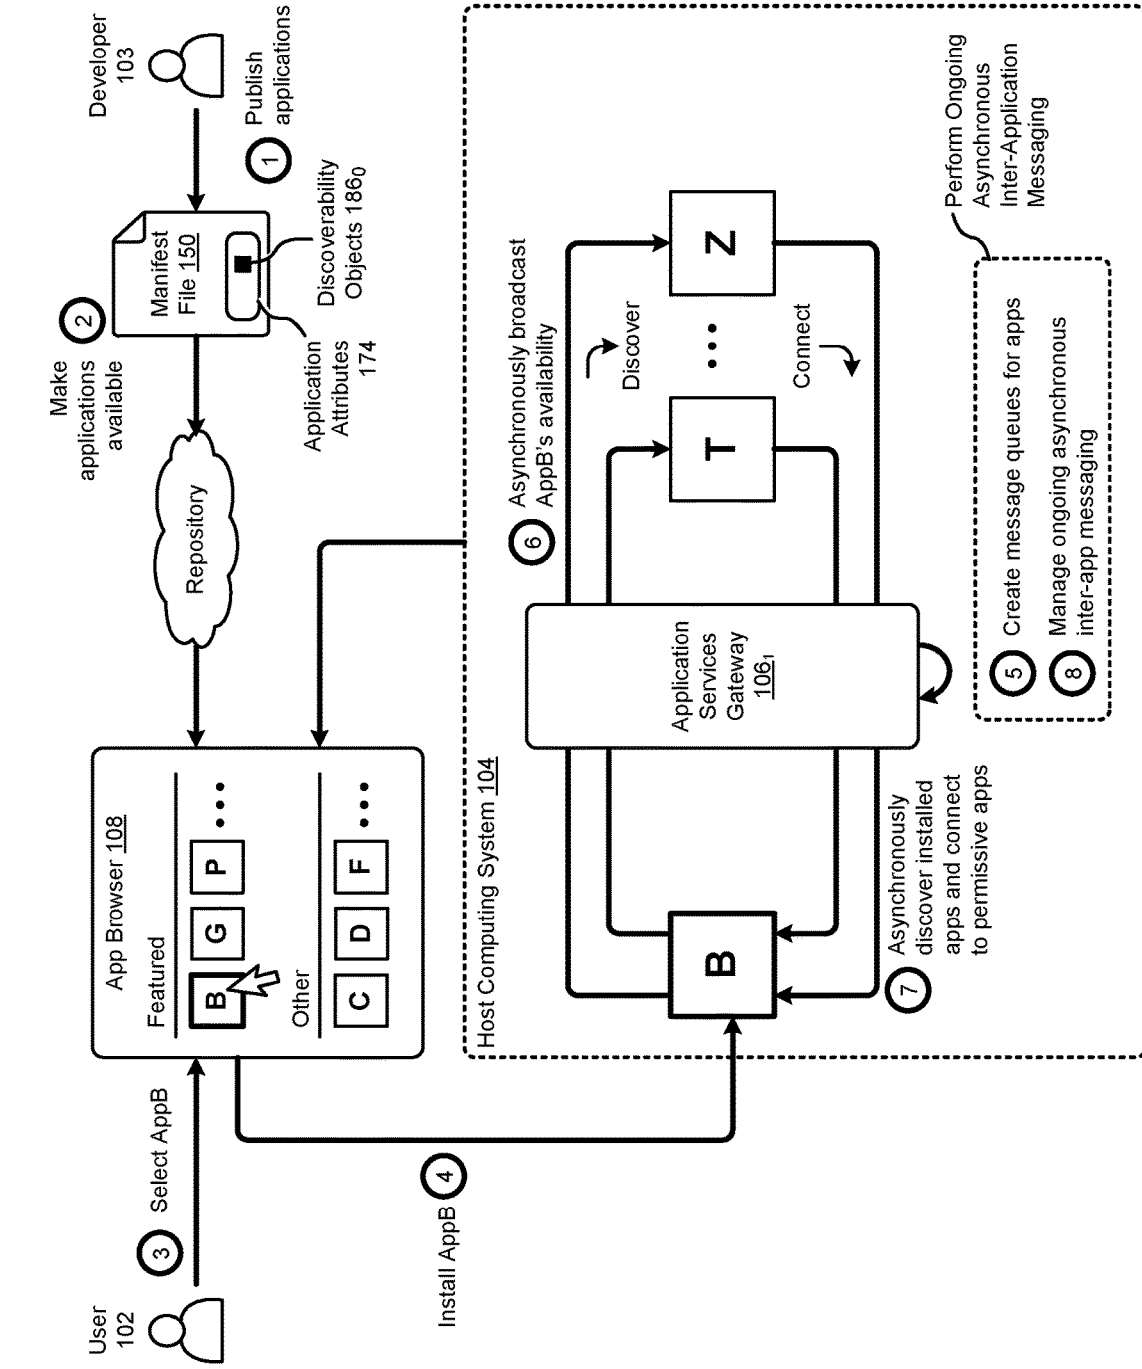 User
102
3
Select AppB
App Browser 108
Featured
B
G
P
Other
C
D
F
Repository
2
Make
applications
available
Manifest
File 150
Application
Attributes
174
Discoverability
Objects 186₀
1
Publish
applications
Developer
103
4
Install AppB
Host Computing System 104
B
Application
Services
Gateway
106₁
6
Asynchronously broadcast
AppB's availability
Discover
T
Z
Connect
7
Asynchronously
discover installed
apps and connect
to permissive apps
5
Create message queues for apps
8
Manage ongoing asynchronous
inter-app messaging
Perform Ongoing
Asynchronous
Inter-Application
Messaging